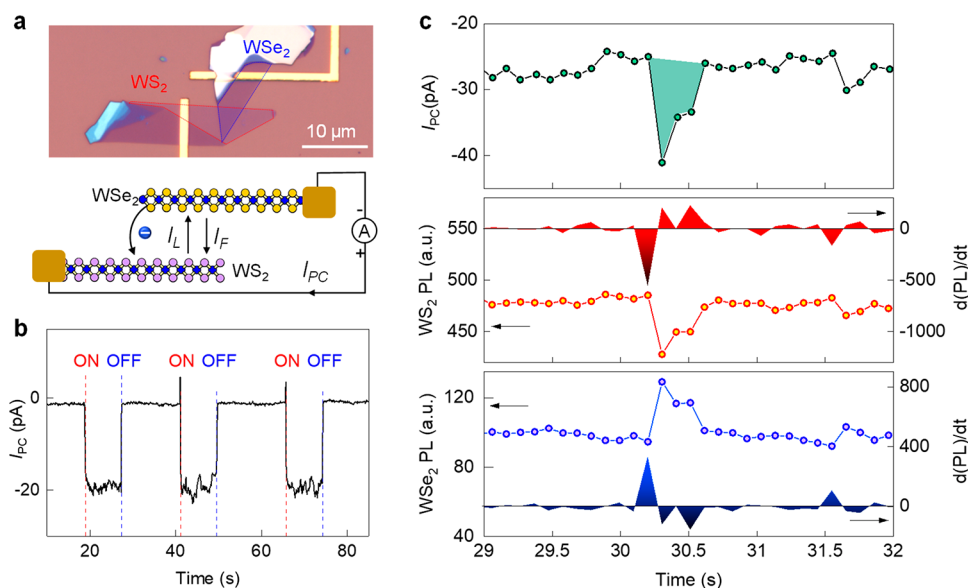 a
WSe2
WS2
10 µm
WSe2
-
A
+
IL
IF
WS2
IPC
b
ON OFF ON OFF ON OFF
IPC (pA)
0
-20
20 40 60 80
Time (s)
c
IPC(pA)
-20
-30
-40
WS2 PL (a.u.)
550
500
450
0
-500
-1000
d(PL)/dt
WSe2 PL (a.u.)
120
80
40
800
400
0
d(PL)/dt
29 29.5 30 30.5 31 31.5 32
Time (s)